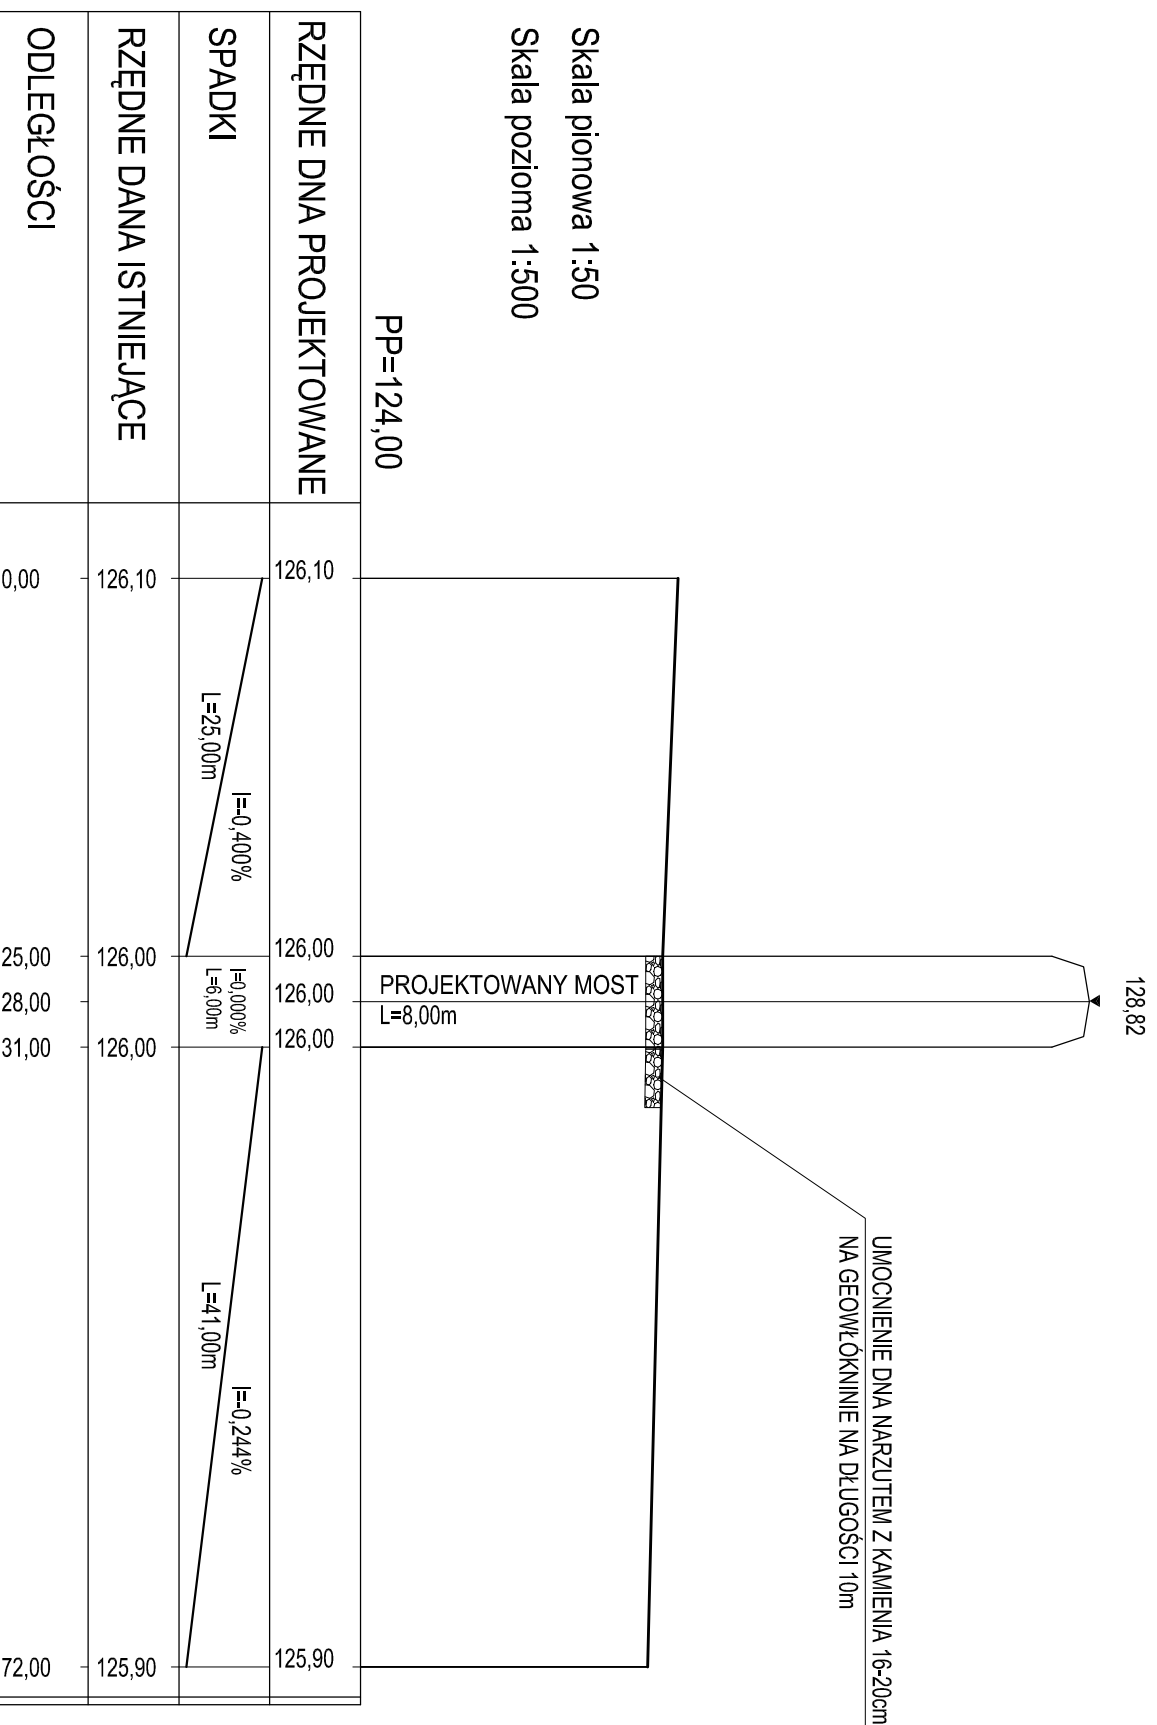 128,82
UMOCNIENIE DNA NARZUTEM Z KAMIENIA 16-20cm
NA GEOWŁÓKNINIE NA DŁUGOŚCI 10m
Skala pionowa 1:50
Skala pozioma 1:500
PP=124,00
PROJEKTOWANY MOST
L=8,00m
RZĘDNE DNA PROJEKTOWANE
126,10
126,00
126,00
126,00
125,90
SPADKI
I=-0,400%
L=25,00m
I=0,000%
L=6,00m
I=-0,244%
L=41,00m
RZĘDNE DANA ISTNIEJĄCE
126,10
126,00
126,00
125,90
ODLEGŁOŚCI
0,00
25,00
28,00
31,00
72,00